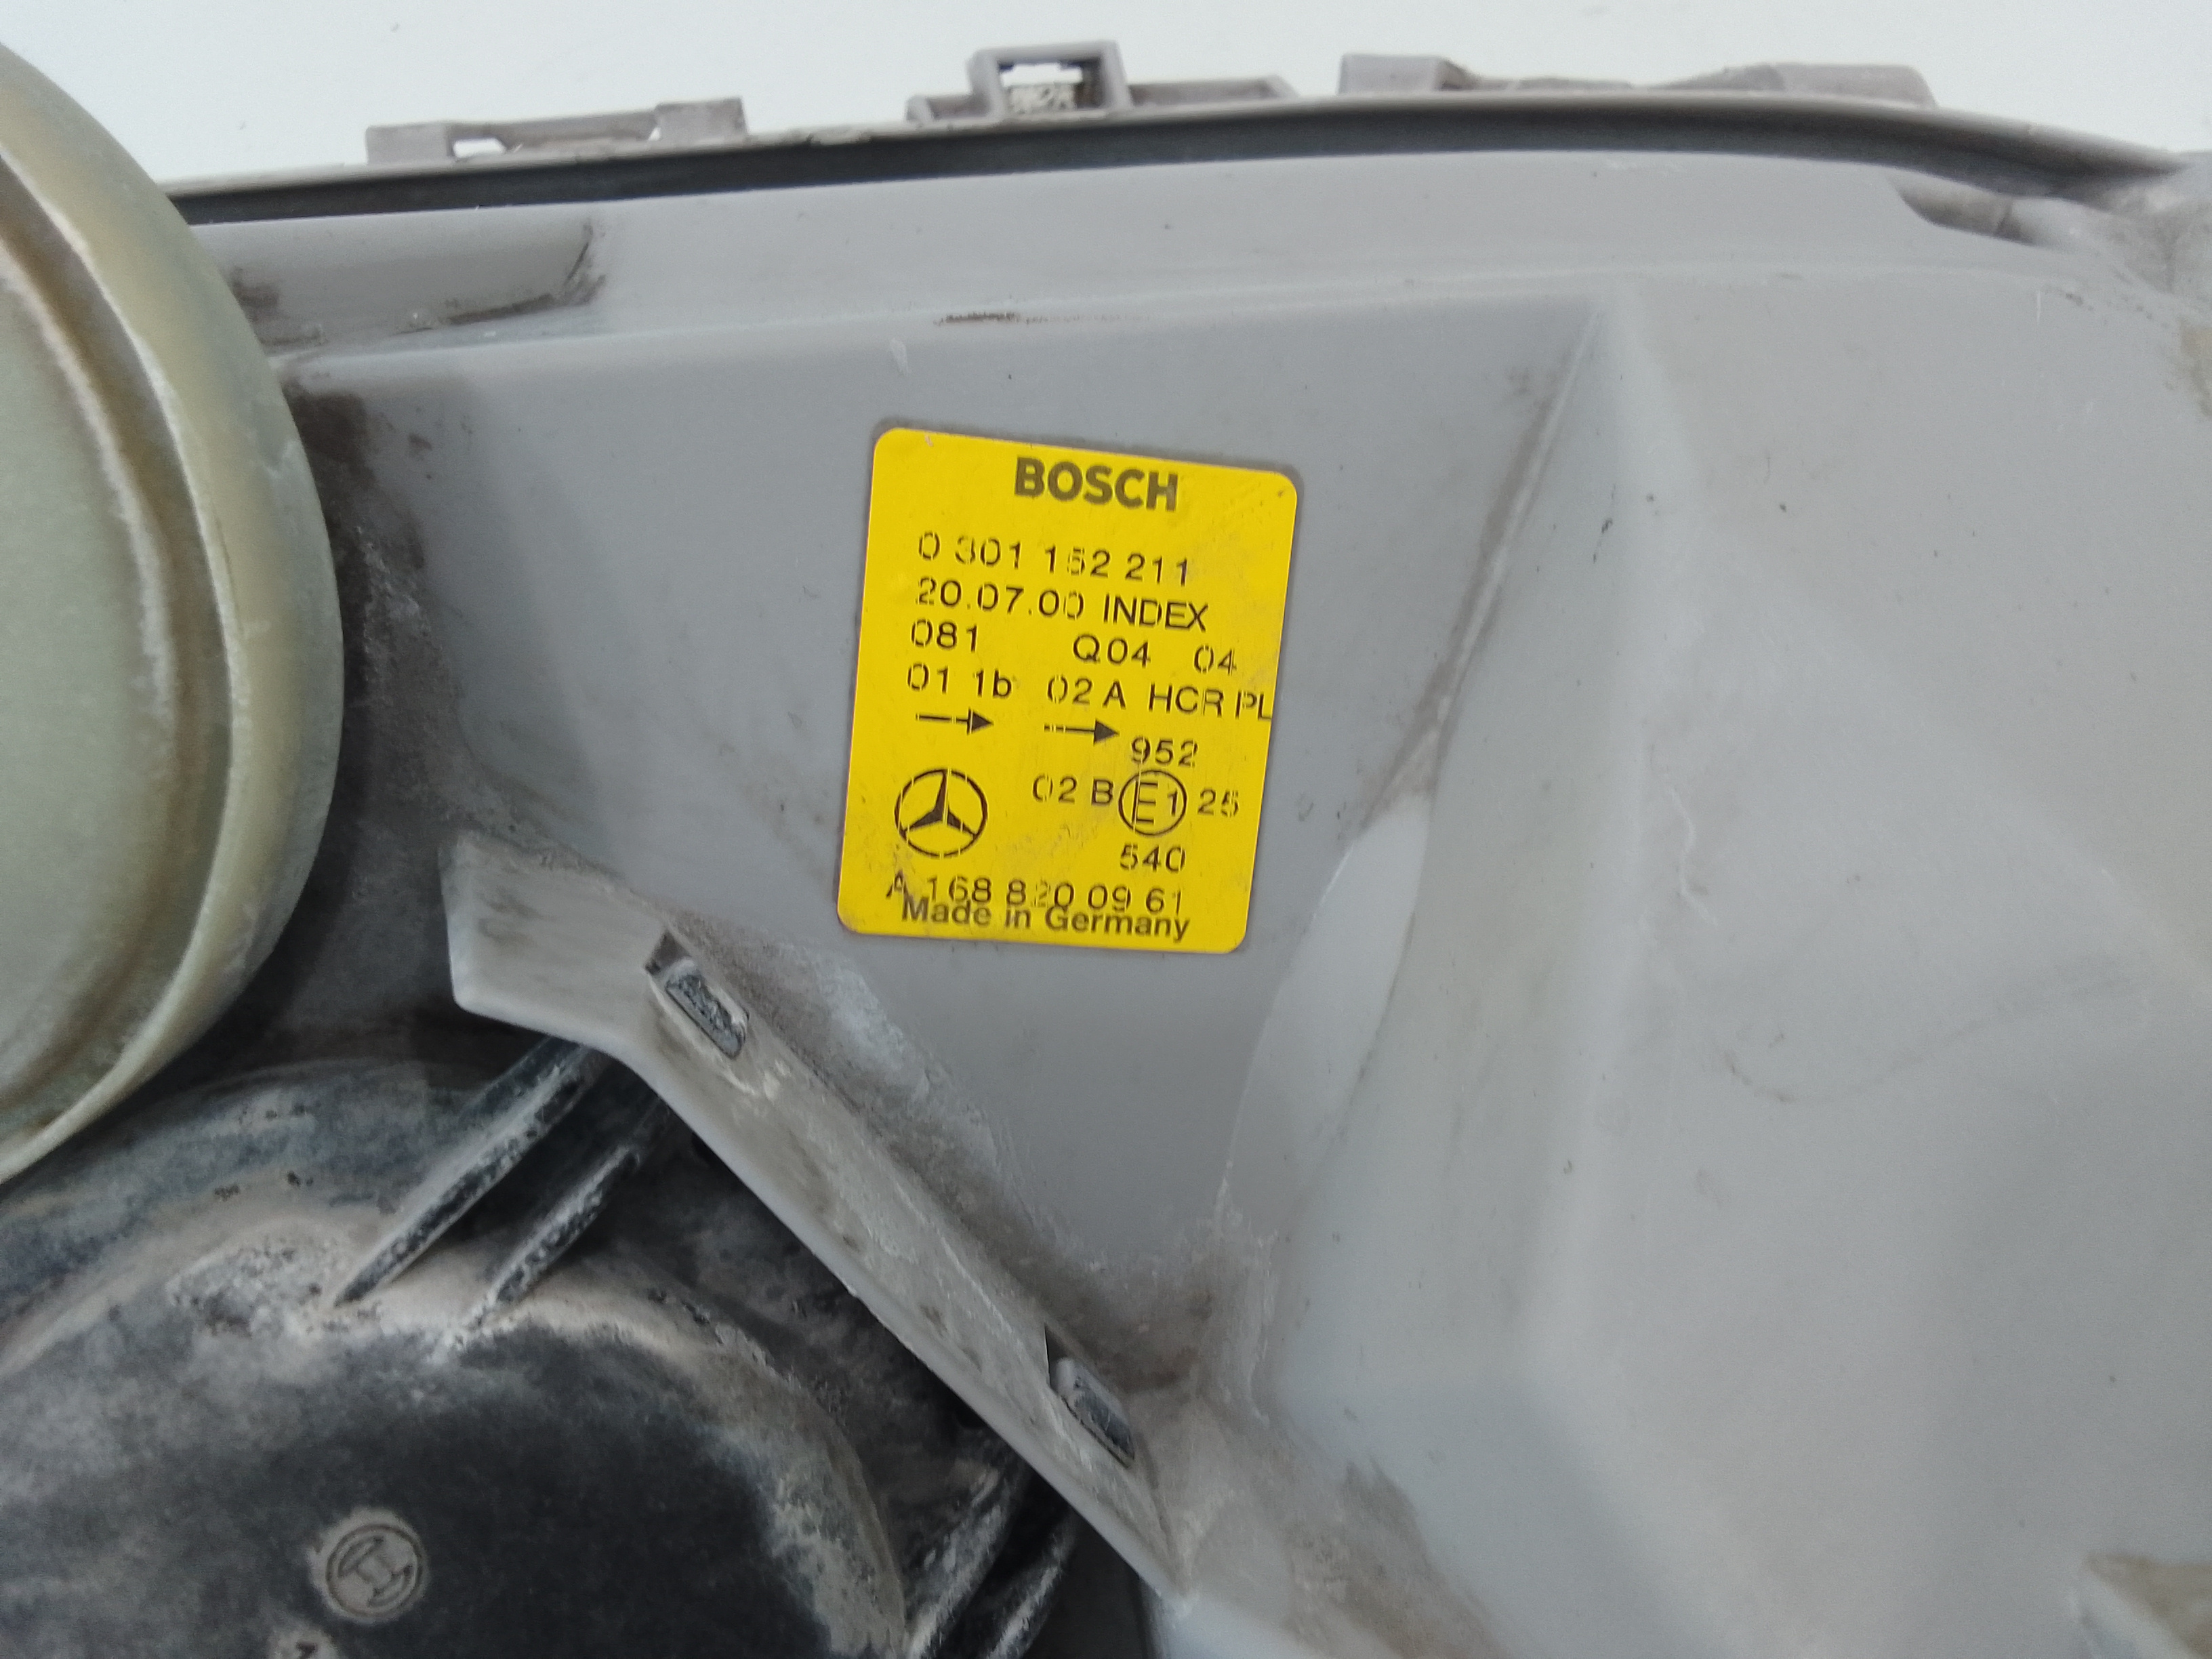 BOSCH
0 301 152 211
20.07.00 INDEX
081 Q04 04
01 1b 02 A HCR PL
952
02 B E1 25
540
A 168 820 09 61
Made in Germany